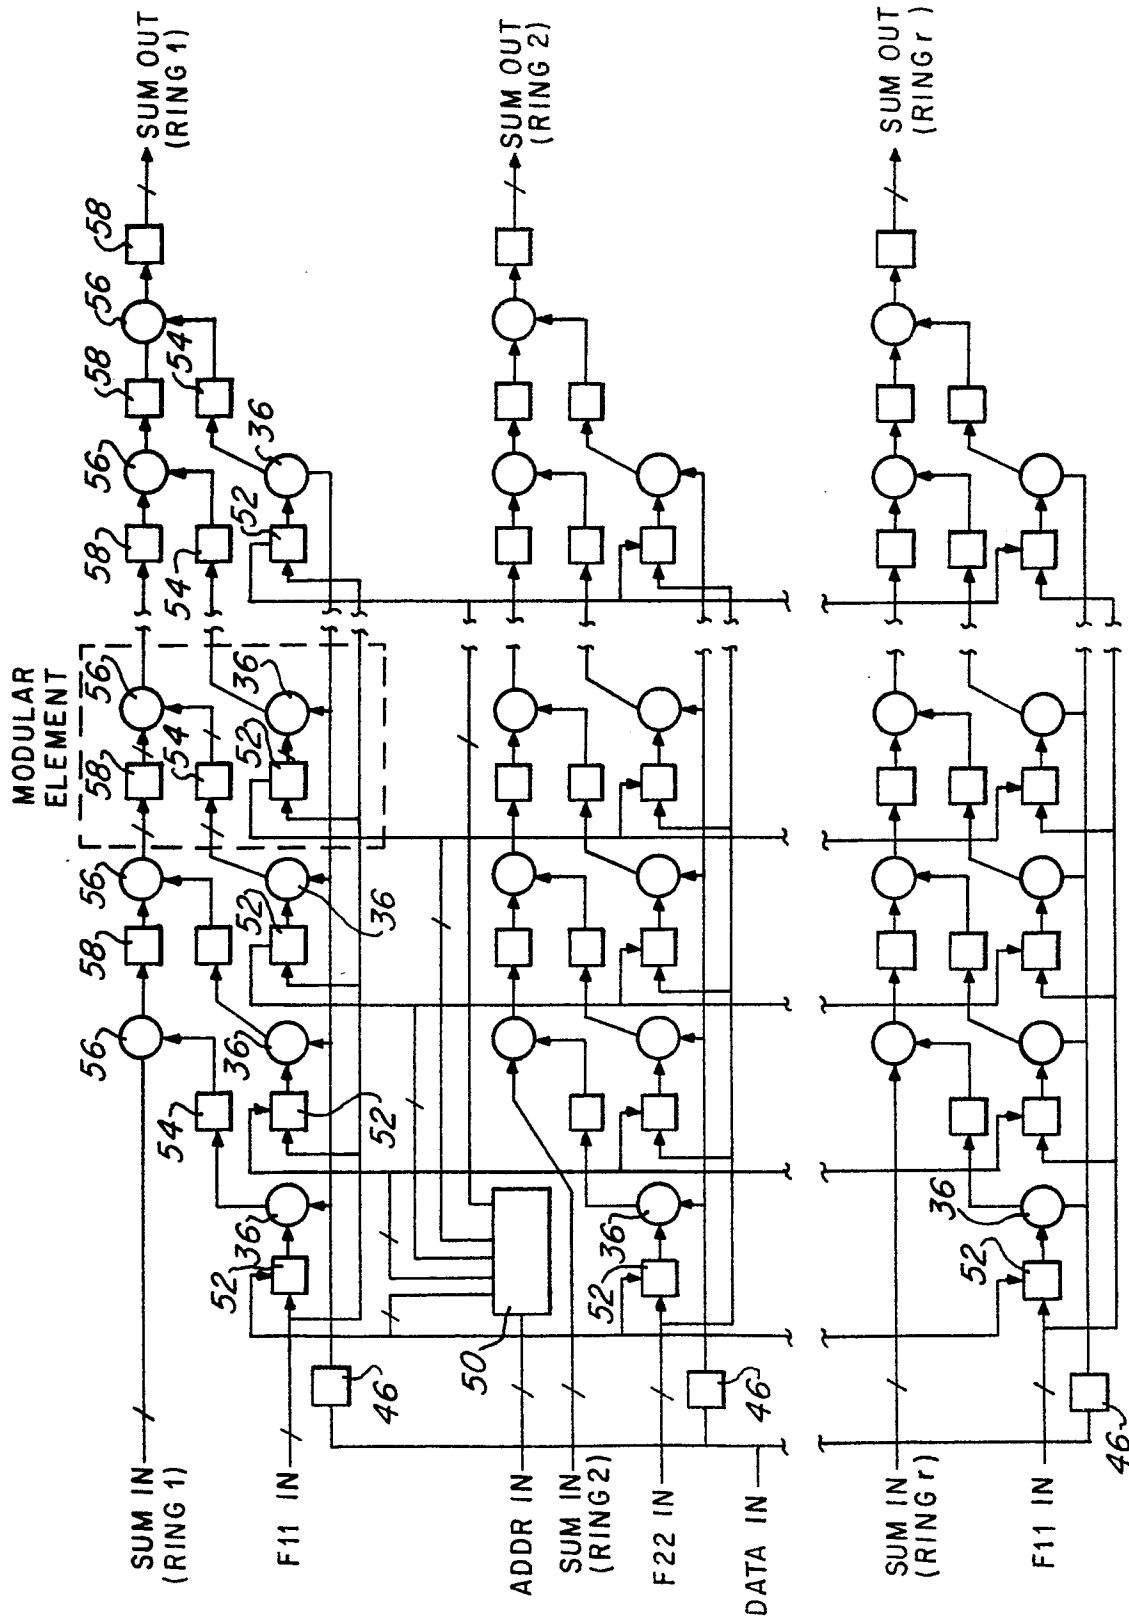 MODULAR
ELEMENT
56
58
56
58
56
58
56
58
56
58
SUM IN
(RING 1)
SUM OUT
(RING 1)
54
54
54
54
52
36
36
52
52
36
52
36
F11 IN
52
36
46
50
ADDR IN
SUM OUT
(RING 2)
SUM IN
(RING 2)
52
36
F22 IN
46
DATA IN
SUM IN
(RING r)
SUM OUT
(RING r)
52
36
F11 IN
46